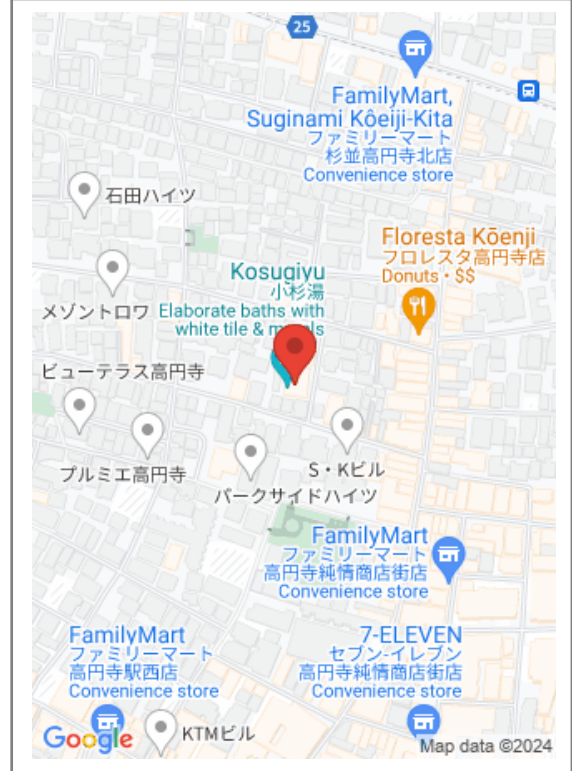 25
FamilyMart,
Suginami Kôeiji-Kita
ファミリーマート
杉並高円寺北店
Convenience store
石田ハイツ
Floresta Kōenji
フロレスタ高円寺店
Donuts・$$
Kosugiyu
小杉湯
Elaborate baths with
white tile &
メゾントロワ
ビューテラス高円寺
プルミエ高円寺
S・Kビル
パークサイドハイツ
FamilyMart
ファミリーマート
高円寺純情商店街店
Convenience store
FamilyMart
ファミリーマート
高円寺駅西店
Convenience store
7-ELEVEN
セブン-イレブン
高円寺純情商店街店
Convenience store
KTMビル
Google
Map data ©2024